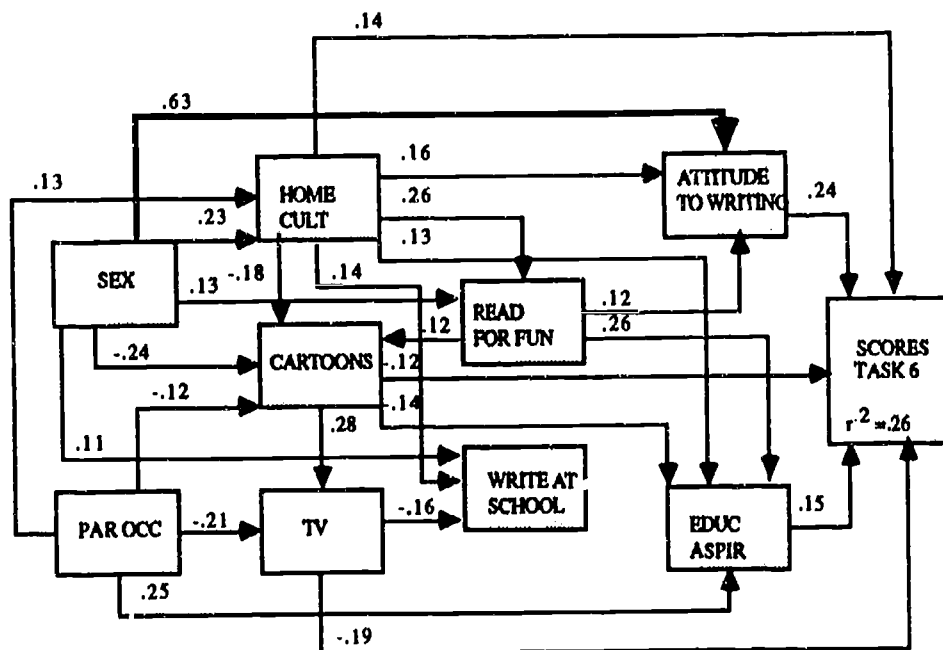 .14
.63
.13
HOME
CULT
.16
.26
.13
ATTITUDE
TO WRITING
.24
.23
SEX
-.18
.14
.13
READ
FOR FUN
.12
.26
.12
CARTOONS
-.24
-.12
-.14
SCORES
TASK 6
r.2 =.26
-.12
.28
.11
WRITE AT
SCHOOL
PAR OCC
-.21
TV
-.16
EDUC
ASPIR
.15
.25
-.19